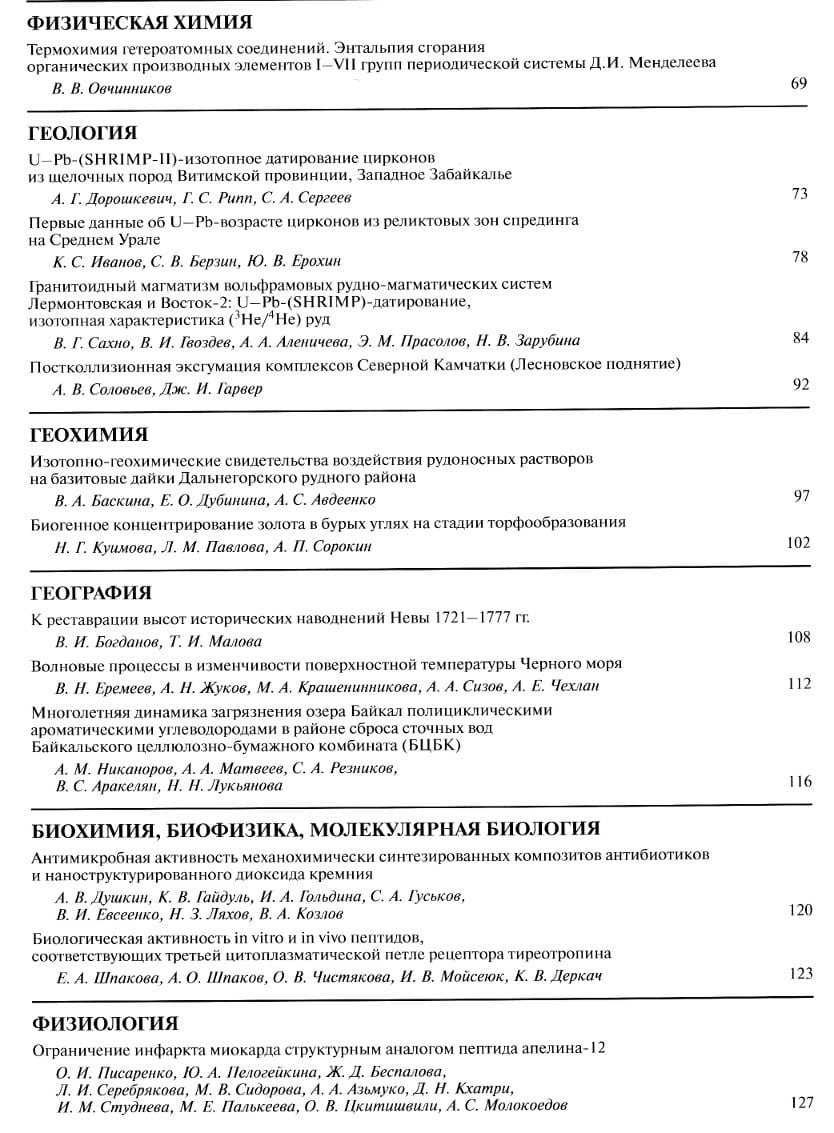 ФИЗИЧЕСКАЯ ХИМИЯ
Термохимия гетероатомных соединений. Энтальпия сгорания
органических производных элементов I–VII групп периодической системы Д.И. Менделеева
В. В. Овчинников 69
ГЕОЛОГИЯ
U–Pb-(SHRIMP-II)-изотопное датирование цирконов
из щелочных пород Витимской провинции, Западное Забайкалье
А. Г. Дорошкевич, Г. С. Рипп, С. А. Сергеев 73
Первые данные об U–Pb-возрасте цирконов из реликтовых зон спрединга
на Среднем Урале
К. С. Иванов, С. В. Берзин, Ю. В. Ерохин 78
Гранитоидный магматизм вольфрамовых рудно-магматических систем
Лермонтовская и Восток-2: U–Pb-(SHRIMP)-датирование,
изотопная характеристика (³He/⁴He) руд
В. Г. Сахно, В. И. Гвоздев, А. А. Аленичева, Э. М. Прасолов, Н. В. Зарубина 84
Постколлизионная эксгумация комплексов Северной Камчатки (Лесновское поднятие)
А. В. Соловьев, Дж. И. Гарвер 92
ГЕОХИМИЯ
Изотопно-геохимические свидетельства воздействия рудоносных растворов
на базитовые дайки Дальнегорского рудного района
В. А. Баскина, Е. О. Дубинина, А. С. Авдеенко 97
Биогенное концентрирование золота в бурых углях на стадии торфообразования
Н. Г. Куимова, Л. М. Павлова, А. П. Сорокин 102
ГЕОГРАФИЯ
К реставрации высот исторических наводнений Невы 1721–1777 гг.
В. И. Богданов, Т. И. Малова 108
Волновые процессы в изменчивости поверхностной температуры Черного моря
В. Н. Еремеев, А. Н. Жуков, М. А. Крашенинникова, А. А. Сизов, А. Е. Чехлан 112
Многолетняя динамика загрязнения озера Байкал полициклическими
ароматическими углеводородами в районе сброса сточных вод
Байкальского целлюлозно-бумажного комбината (БЦБК)
А. М. Никаноров, А. А. Матвеев, С. А. Резников,
В. С. Аракелян, Н. Н. Лукьянова 116
БИОХИМИЯ, БИОФИЗИКА, МОЛЕКУЛЯРНАЯ БИОЛОГИЯ
Антимикробная активность механохимически синтезированных композитов антибиотиков
и наноструктурированного диоксида кремния
А. В. Душкин, К. В. Гайдуль, И. А. Гольдина, С. А. Гуськов,
В. И. Евсеенко, Н. З. Ляхов, В. А. Козлов 120
Биологическая активность in vitro и in vivo пептидов,
соответствующих третьей цитоплазматической петле рецептора тиреотропина
Е. А. Шпакова, А. О. Шпаков, О. В. Чистякова, И. В. Мойсеюк, К. В. Деркач 123
ФИЗИОЛОГИЯ
Ограничение инфаркта миокарда структурным аналогом пептида апелина-12
О. И. Писаренко, Ю. А. Пелогейкина, Ж. Д. Беспалова,
Л. И. Серебрякова, М. В. Сидорова, А. А. Азьмуко, Д. Н. Кхатри,
И. М. Студнева, М. Е. Палькеева, О. В. Цкитишвили, А. С. Молокоедов 127